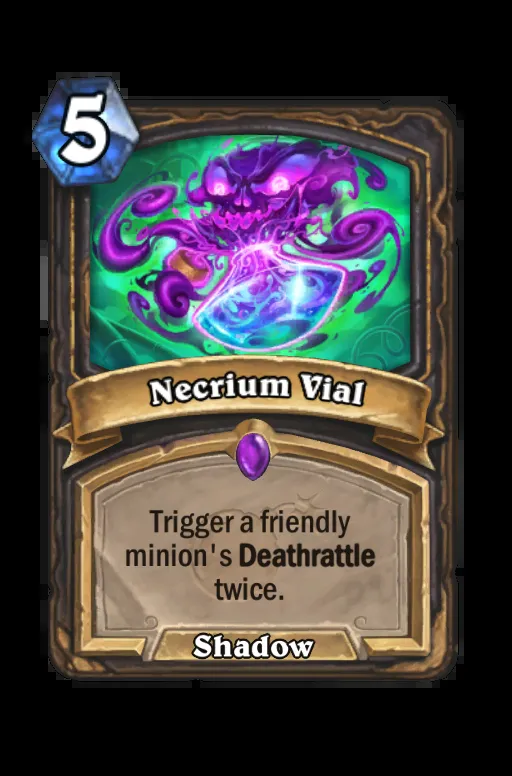 5
Necrium Vial
Trigger a friendly
minion's Deathrattle
twice.
Shadow